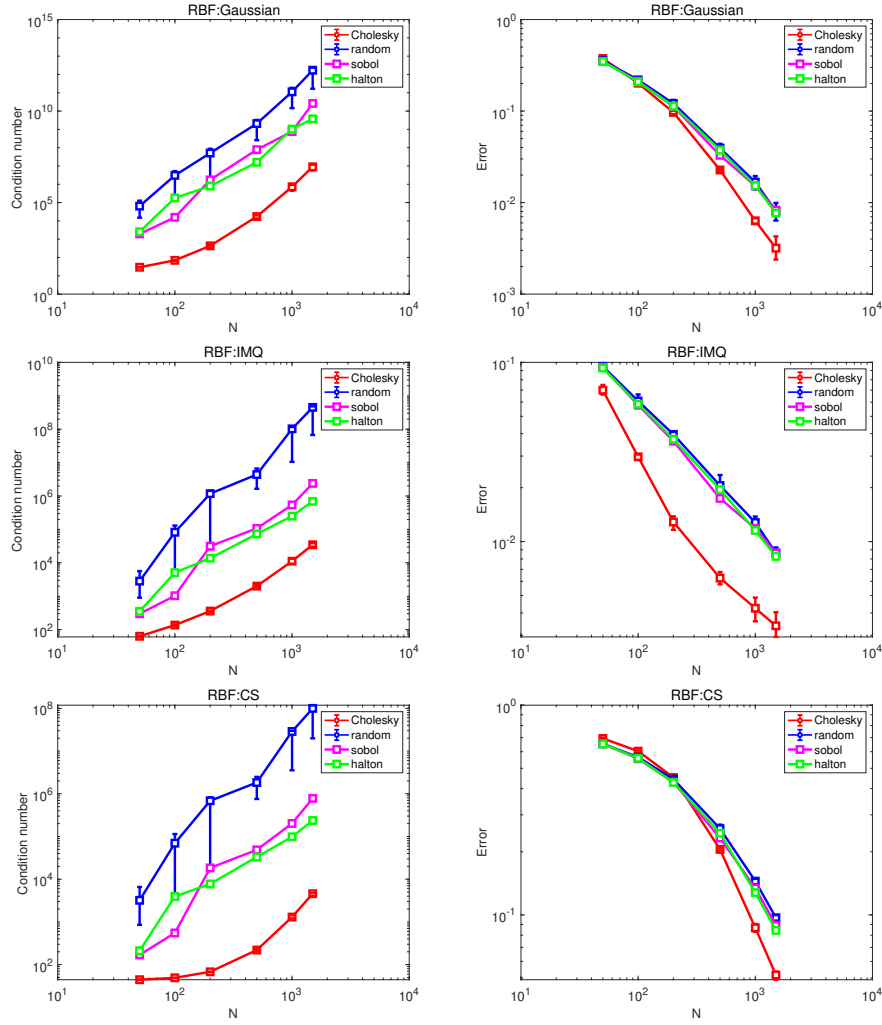 RBF:Gaussian
10^15
10^10
10^5
10^0
Condition number
Cholesky
random
sobol
halton
10^1
10^2
10^3
10^4
N
RBF:Gaussian
10^0
10^-1
10^-2
10^-3
Error
Cholesky
random
sobol
halton
10^1
10^2
10^3
10^4
N
RBF:IMQ
10^10
10^8
10^6
10^4
10^2
Condition number
Cholesky
random
sobol
halton
10^1
10^2
10^3
10^4
N
RBF:IMQ
10^-1
10^-2
Error
Cholesky
random
sobol
halton
10^1
10^2
10^3
10^4
N
RBF:CS
10^8
10^6
10^4
10^2
Condition number
Cholesky
random
sobol
halton
10^1
10^2
10^3
10^4
N
RBF:CS
10^0
10^-1
Error
Cholesky
random
sobol
halton
10^1
10^2
10^3
10^4
N